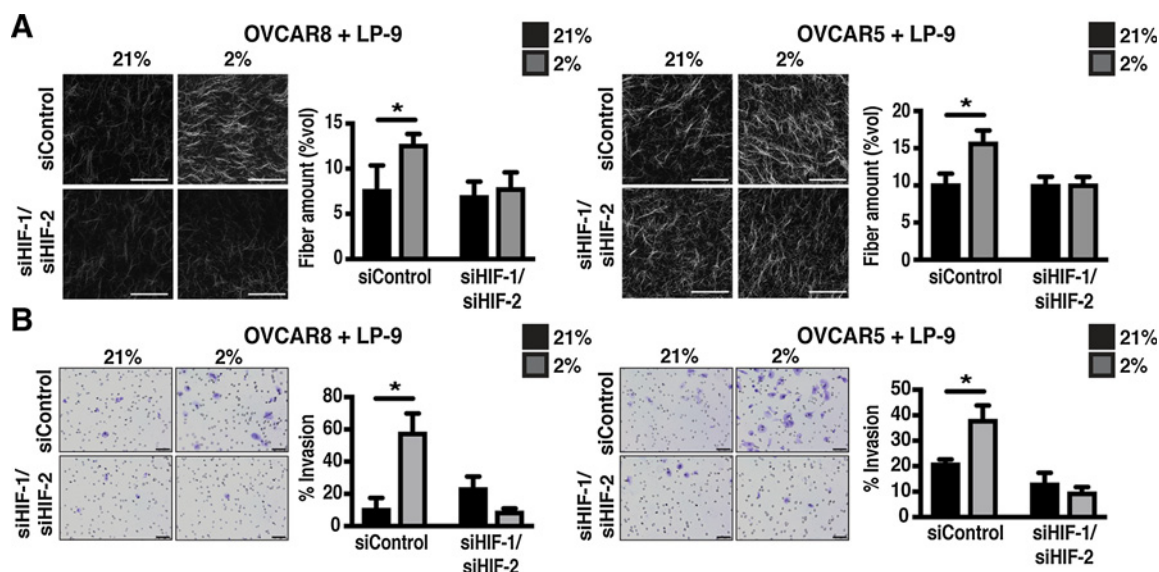 A
OVCAR8 + LP-9
21%
2%
21%
2%
siControl
siHIF-1/
siHIF-2
Fiber amount (%vol)
15
10
5
0
*
siControl
siHIF-1/
siHIF-2
OVCAR5 + LP-9
21%
2%
21%
2%
siControl
siHIF-1/
siHIF-2
Fiber amount (%vol)
20
15
10
5
0
*
siControl
siHIF-1/
siHIF-2
B
OVCAR8 + LP-9
21%
2%
21%
2%
siControl
siHIF-1/
siHIF-2
% Invasion
80
60
40
20
0
*
siControl
siHIF-1/
siHIF-2
OVCAR5 + LP-9
21%
2%
21%
2%
siControl
siHIF-1/
siHIF-2
% Invasion
50
40
30
20
10
0
*
siControl
siHIF-1/
siHIF-2